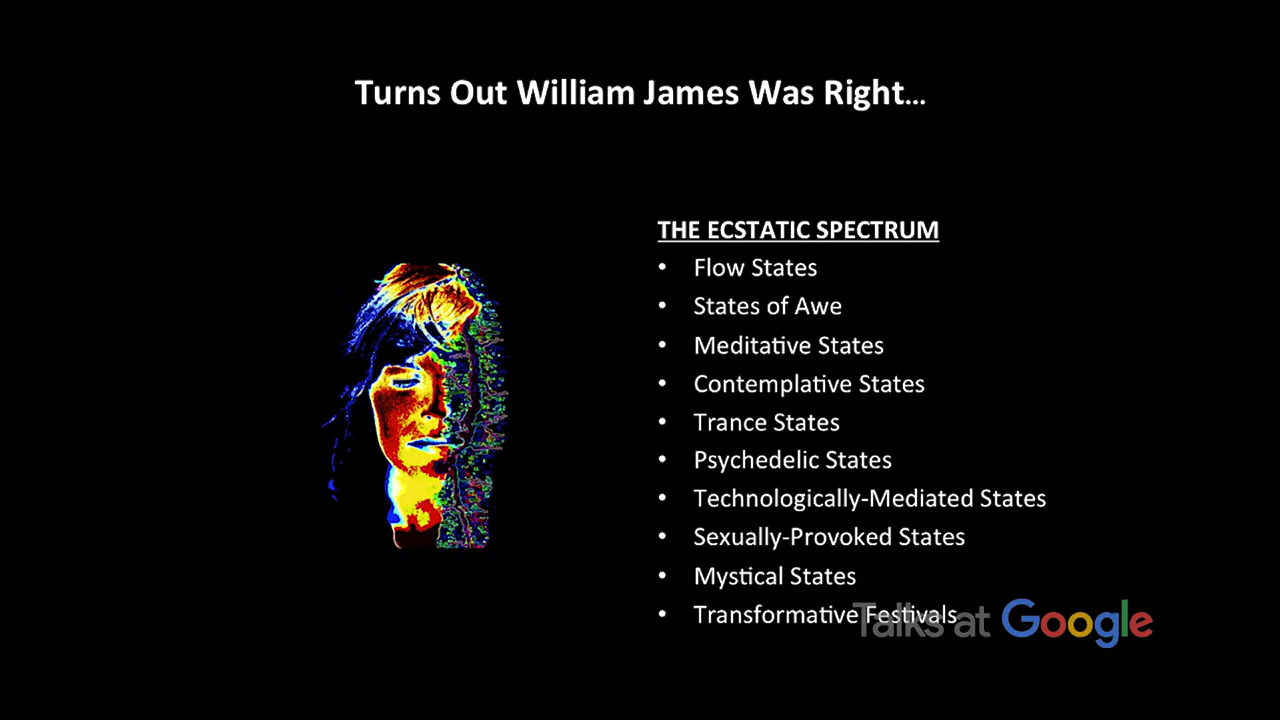 Turns Out William James Was Right...
THE ECSTATIC SPECTRUM
• Flow States
• States of Awe
• Meditative States
• Contemplative States
• Trance States
• Psychedelic States
• Technologically-Mediated States
• Sexually-Provoked States
• Mystical States
• Transformative Festivals
Talks at Google